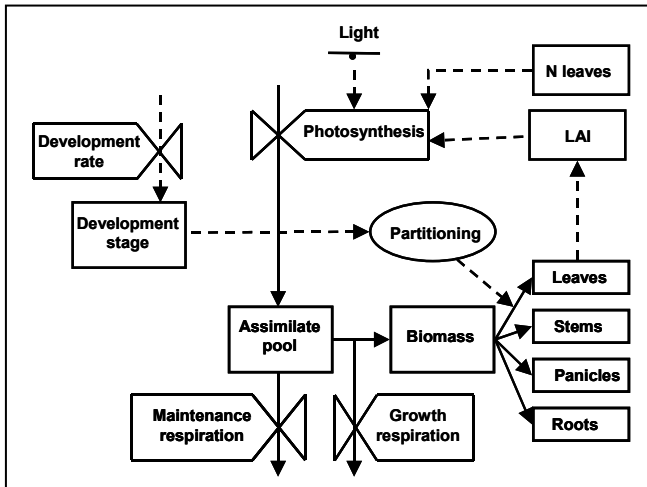 Light
N leaves
Photosynthesis
LAI
Development
rate
Development
stage
Partitioning
Leaves
Assimilate
pool
Biomass
Stems
Panicles
Maintenance
respiration
Growth
respiration
Roots